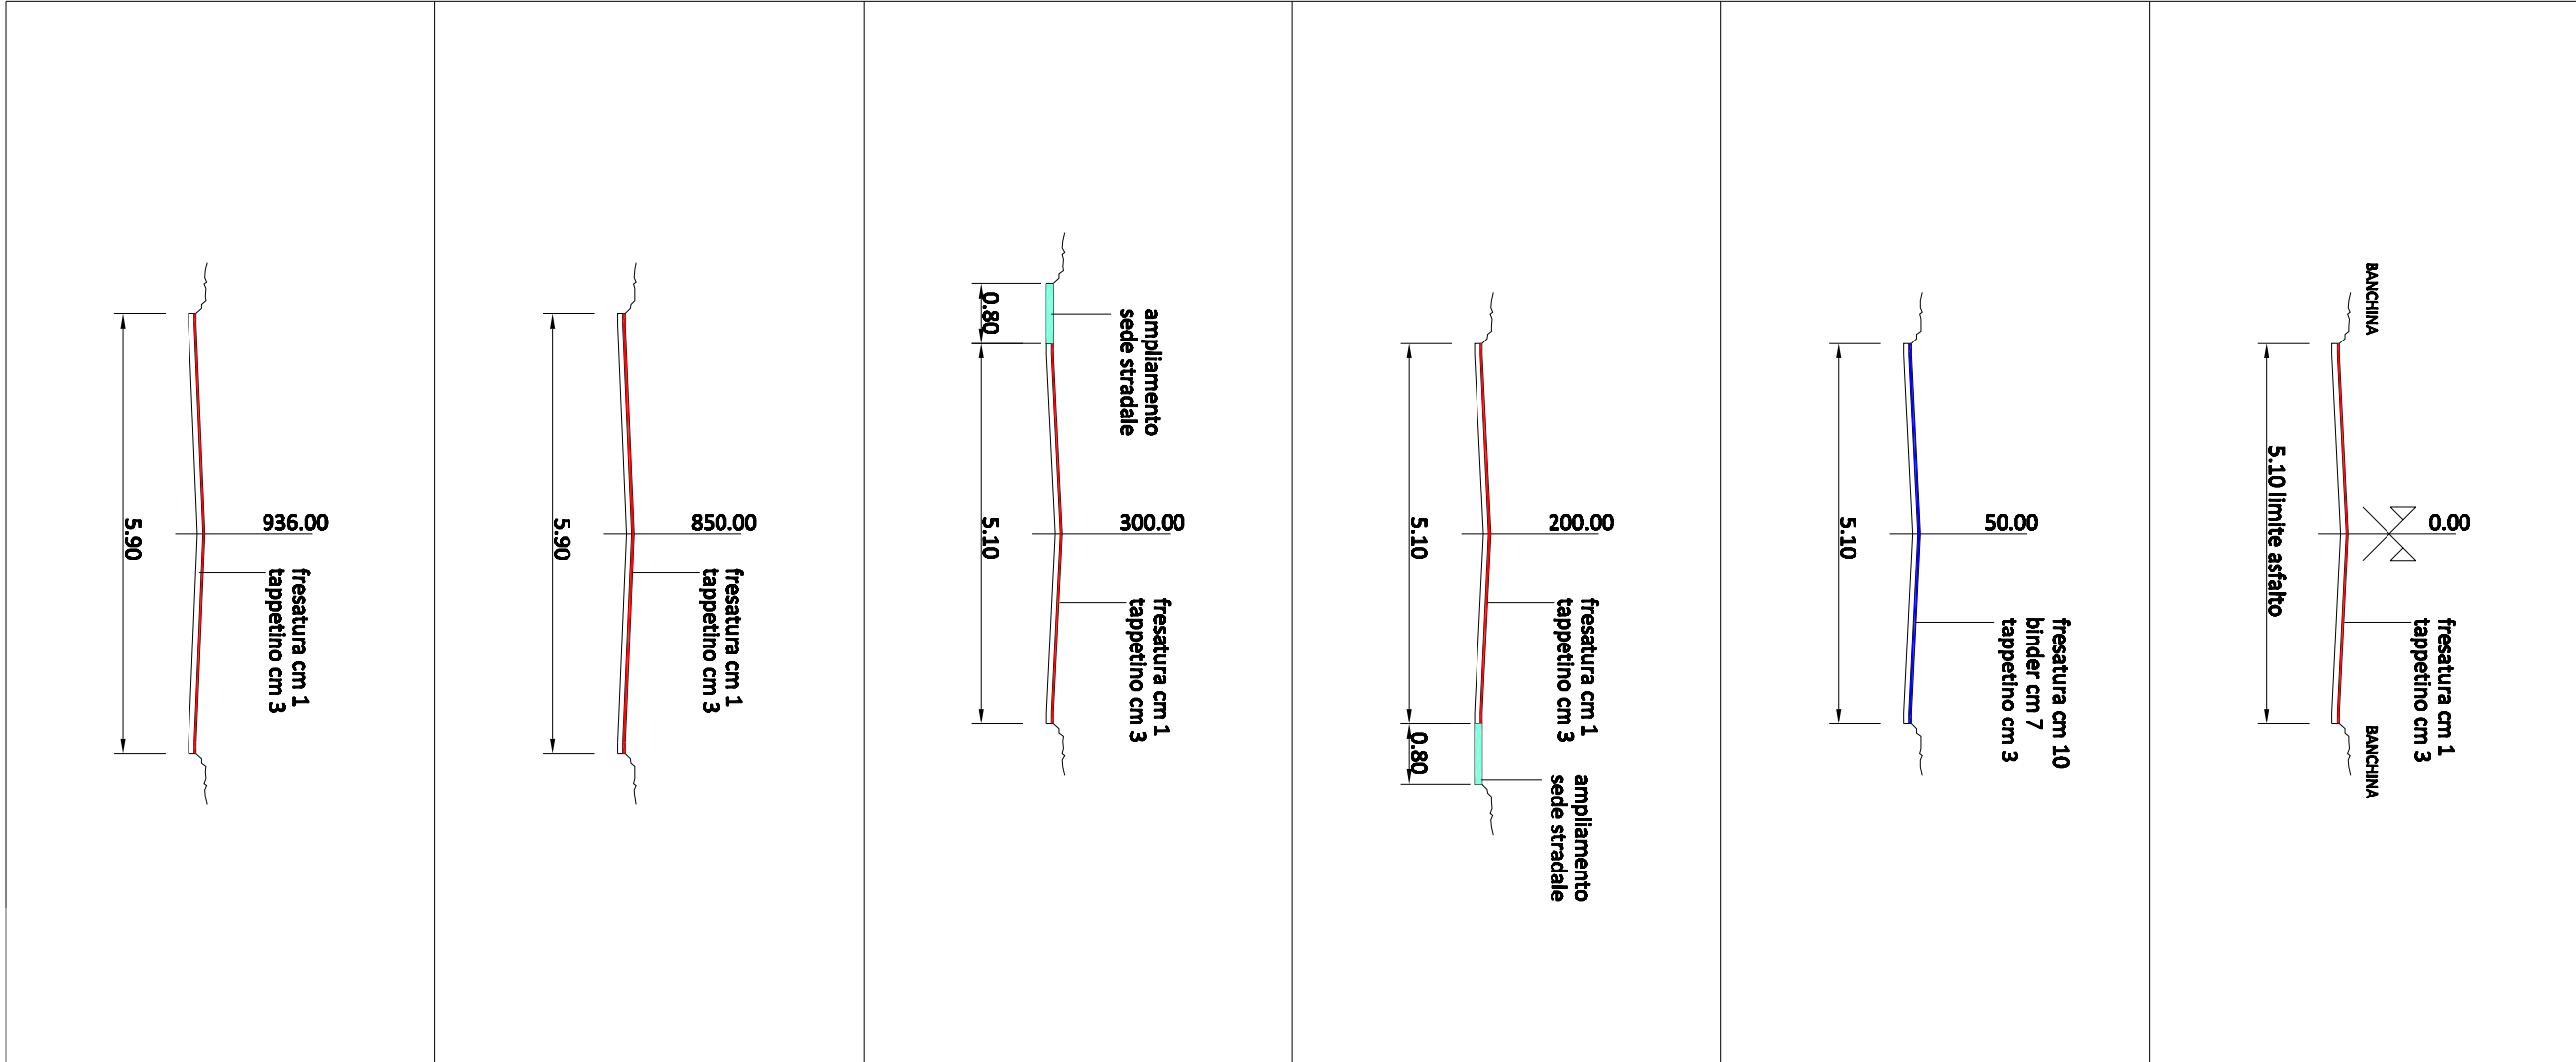 936.00
fresatura cm 1
tappetino cm 3
5.90
850.00
fresatura cm 1
tappetino cm 3
5.90
ampliamento
sede stradale
0.80
300.00
5.10
fresatura cm 1
tappetino cm 3
200.00
5.10
fresatura cm 1
tappetino cm 3
0.80
ampliamento
sede stradale
50.00
5.10
fresatura cm 10
binder cm 7
tappetino cm 3
BANCHINA
0.00
5.10 limite asfalto
fresatura cm 1
tappetino cm 3
BANCHINA